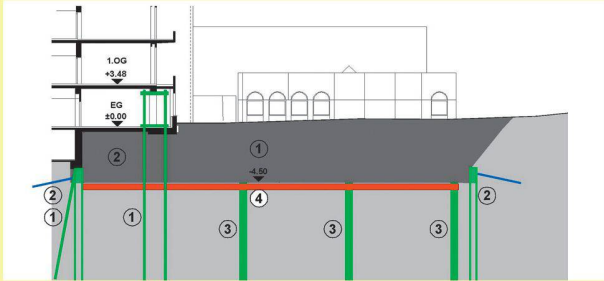 1.OG
+3.48
EG
±0.00
② ①
-4.50
②
④
②
① ① ③ ③ ③